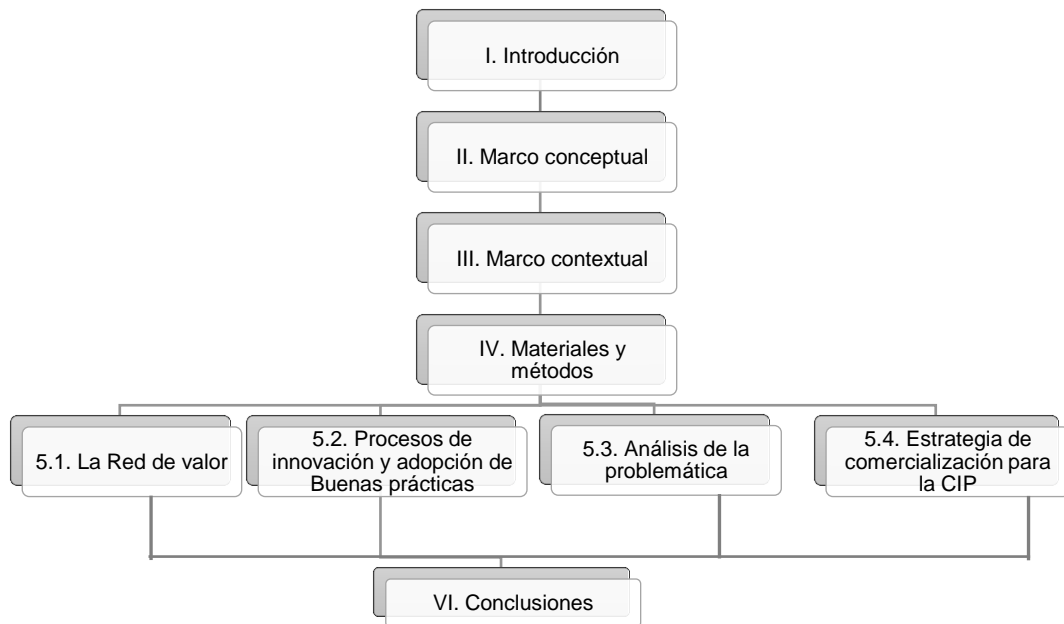 I. Introducción
II. Marco conceptual
III. Marco contextual
IV. Materiales y
métodos
5.1. La Red de valor
5.2. Procesos de
innovación y adopción de
Buenas prácticas
5.3. Análisis de la
problemática
5.4. Estrategia de
comercialización para
la CIP
VI. Conclusiones